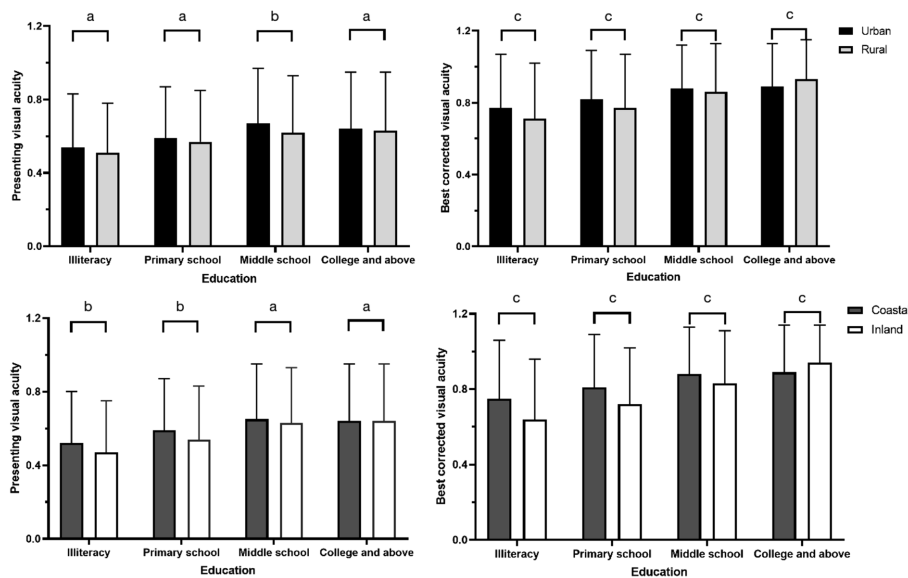 a
a
b
a
1.2
0.8
0.4
0.0
Presenting visual acuity
Illiteracy
Primary school
Middle school
College and above
Education
c
c
c
c
1.2
0.8
0.4
0.0
Best corrected visual acuity
Illiteracy
Primary school
Middle school
College and above
Education
Urban
Rural
b
b
a
a
1.2
0.8
0.4
0.0
Presenting visual acuity
Illiteracy
Primary school
Middle school
College and above
Education
c
c
c
c
1.2
0.8
0.4
0.0
Best corrected visual acuity
Illiteracy
Primary school
Middle school
College and above
Education
Coasta
Inland